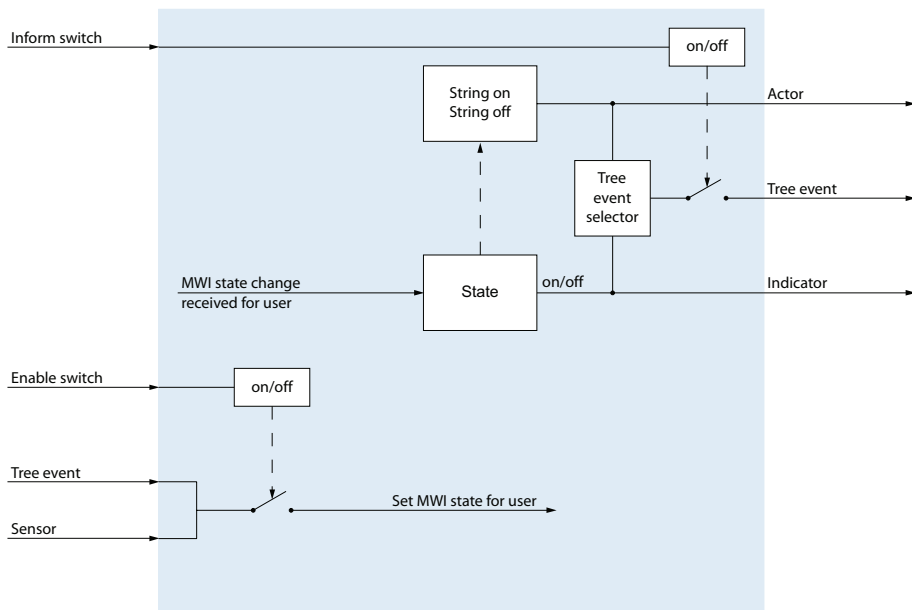 Inform switch
on/off
String on
String off
Actor
Tree
event
selector
Tree event
MWI state change
received for user
State
on/off
Indicator
Enable switch
on/off
Tree event
Set MWI state for user
Sensor